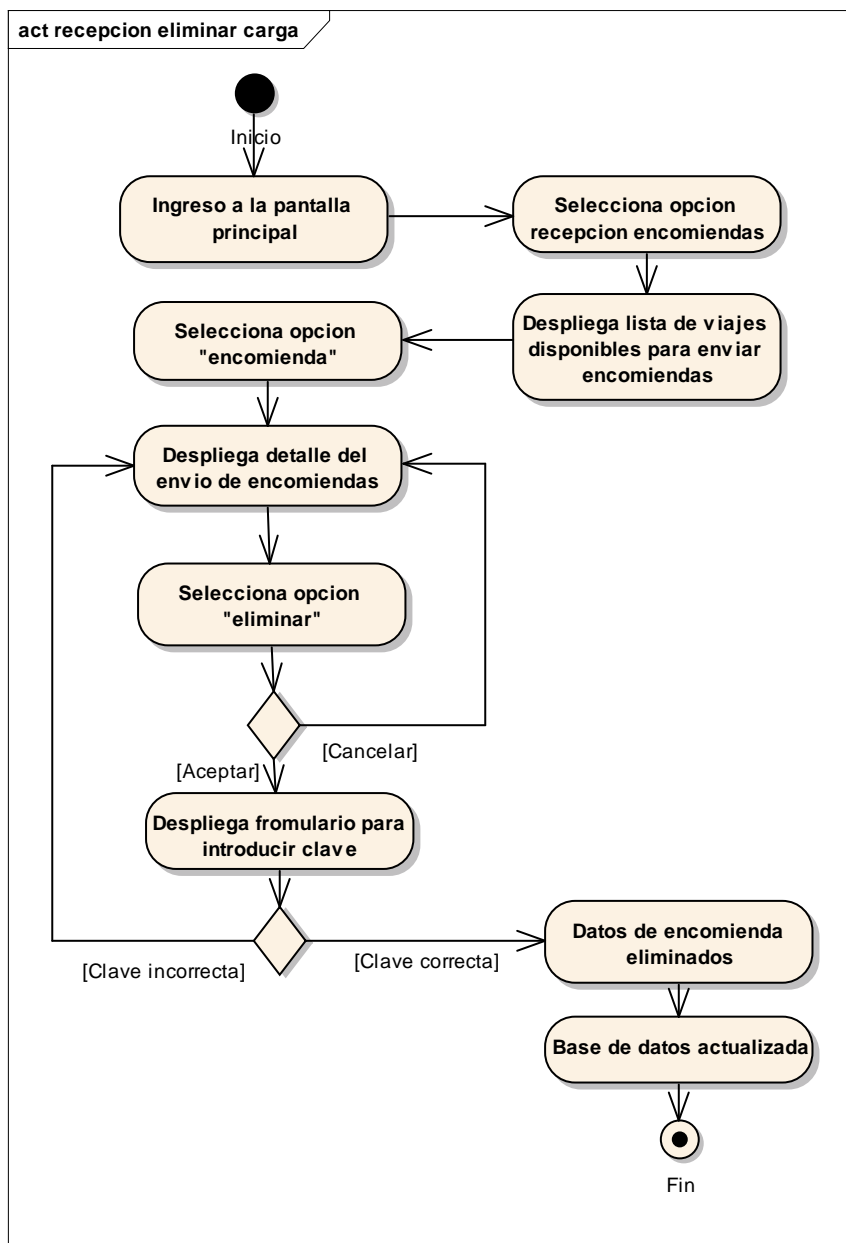 act recepcion eliminar carga
Inicio
Ingreso a la pantalla
principal
Selecciona opcion
recepcion encomiendas
Despliega lista de viajes
disponibles para enviar
encomiendas
Selecciona opcion
"encomienda"
Despliega detalle del
envio de encomiendas
Selecciona opcion
"eliminar"
[Cancelar]
[Aceptar]
Despliega fromulario para
introducir clave
[Clave incorrecta]
[Clave correcta]
Datos de encomienda
eliminados
Base de datos actualizada
Fin